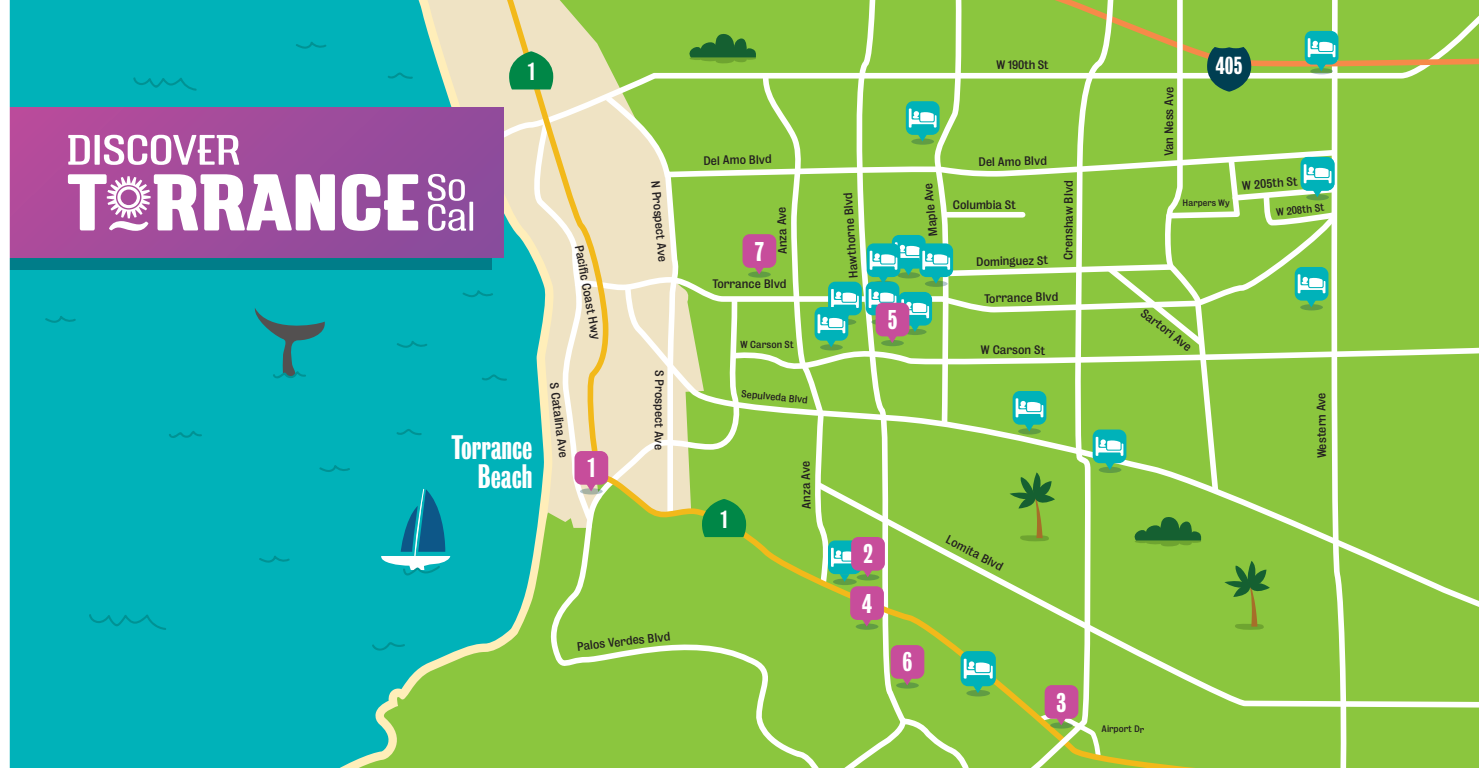 DISCOVER
TORRANCE
So
Cal
1
W 190th St
405
Van Ness Ave
Del Amo Blvd
Del Amo Blvd
W 205th St
Harpers Wy
W 208th St
N Prospect Ave
Anza Ave
Hawthorne Blvd
Maple Ave
Columbia St
Crenshaw Blvd
7
Pacific Coast Hwy
Dominguez St
Torrance Blvd
Torrance Blvd
5
Sartori Ave
W Carson St
W Carson St
S Catalina Ave
S Prospect Ave
Sepulveda Blvd
Western Ave
Torrance
Beach
1
Anza Ave
1
2
Lomita Blvd
4
Palos Verdes Blvd
6
3
Airport Dr